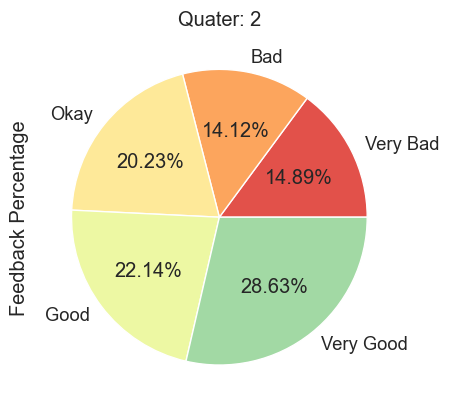 Quater: 2
Bad
Okay
14.12%
Very Bad
20.23%
14.89%
Feedback Percentage
22.14%
28.63%
Good
Very Good